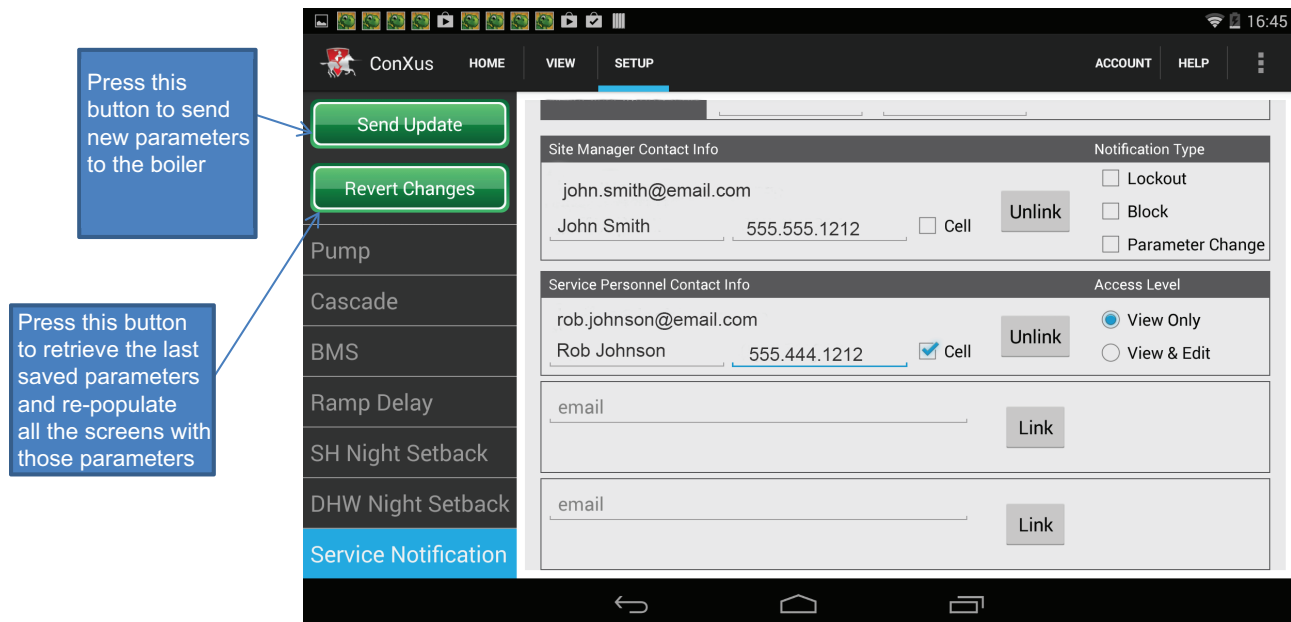 16:45
ConXus HOME VIEW SETUP ACCOUNT HELP
Press this
button to send
new parameters
to the boiler
Press this button
to retrieve the last
saved parameters
and re-populate
all the screens with
those parameters
Send Update
Revert Changes
Pump
Cascade
BMS
Ramp Delay
SH Night Setback
DHW Night Setback
Service Notification
Site Manager Contact Info Notification Type
john.smith@email.com
John Smith 555.555.1212 Cell Unlink
Lockout
Block
Parameter Change
Service Personnel Contact Info Access Level
rob.johnson@email.com
Rob Johnson 555.444.1212 Cell Unlink
View Only
View & Edit
email
Link
email
Link